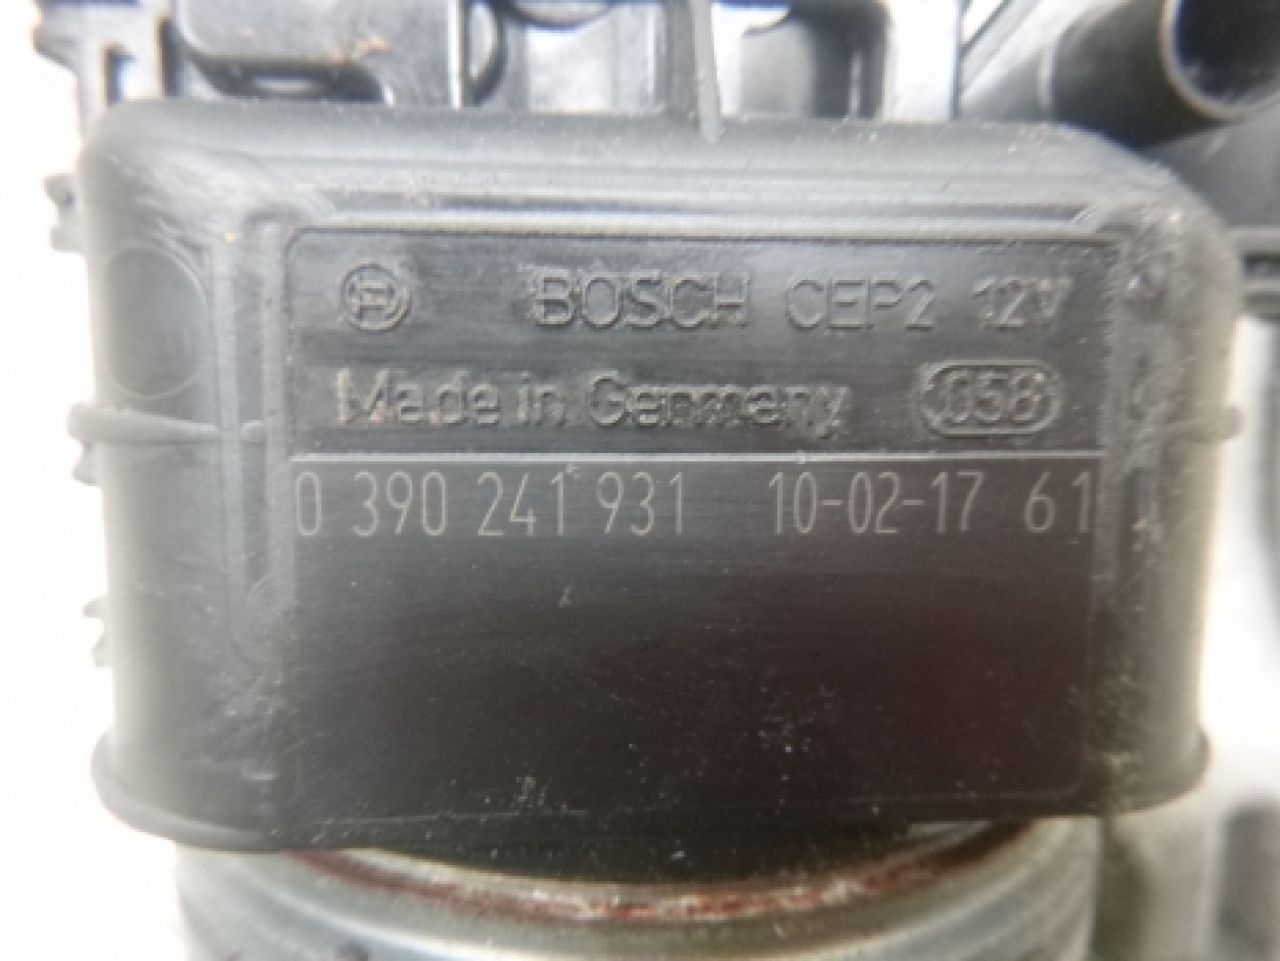 BOSCH CEP2 12V
Made in Germany 058
0 390 241 931 10-02-17 61